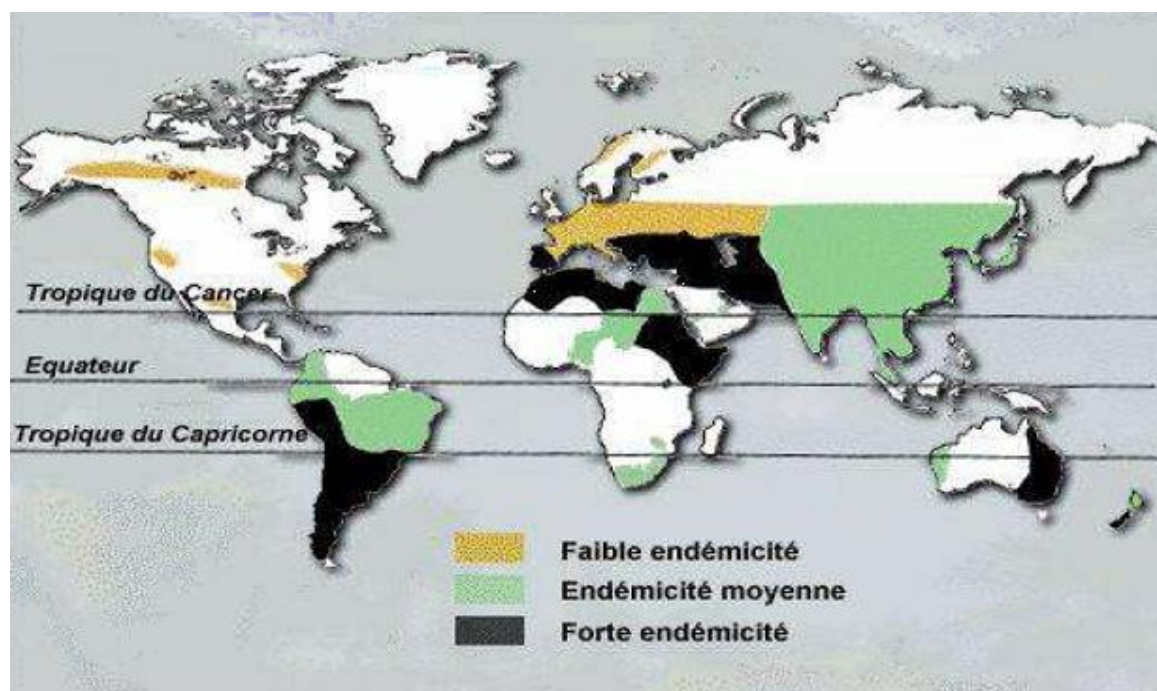 Tropique du Cancer
Equateur
Tropique du Capricorne
Faible endémicité
Endémicité moyenne
Forte endémicité